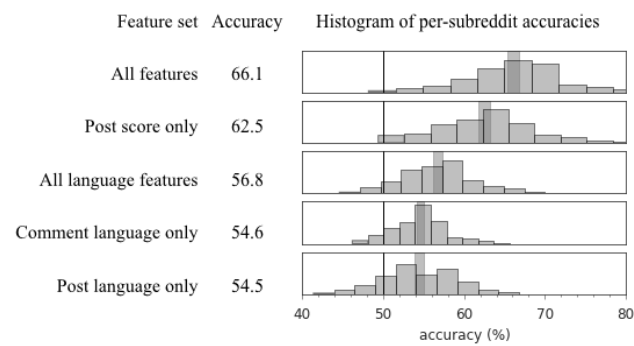 Feature set Accuracy Histogram of per-subreddit accuracies
All features 66.1
Post score only 62.5
All language features 56.8
Comment language only 54.6
Post language only 54.5
40 50 60 70 80
accuracy (%)